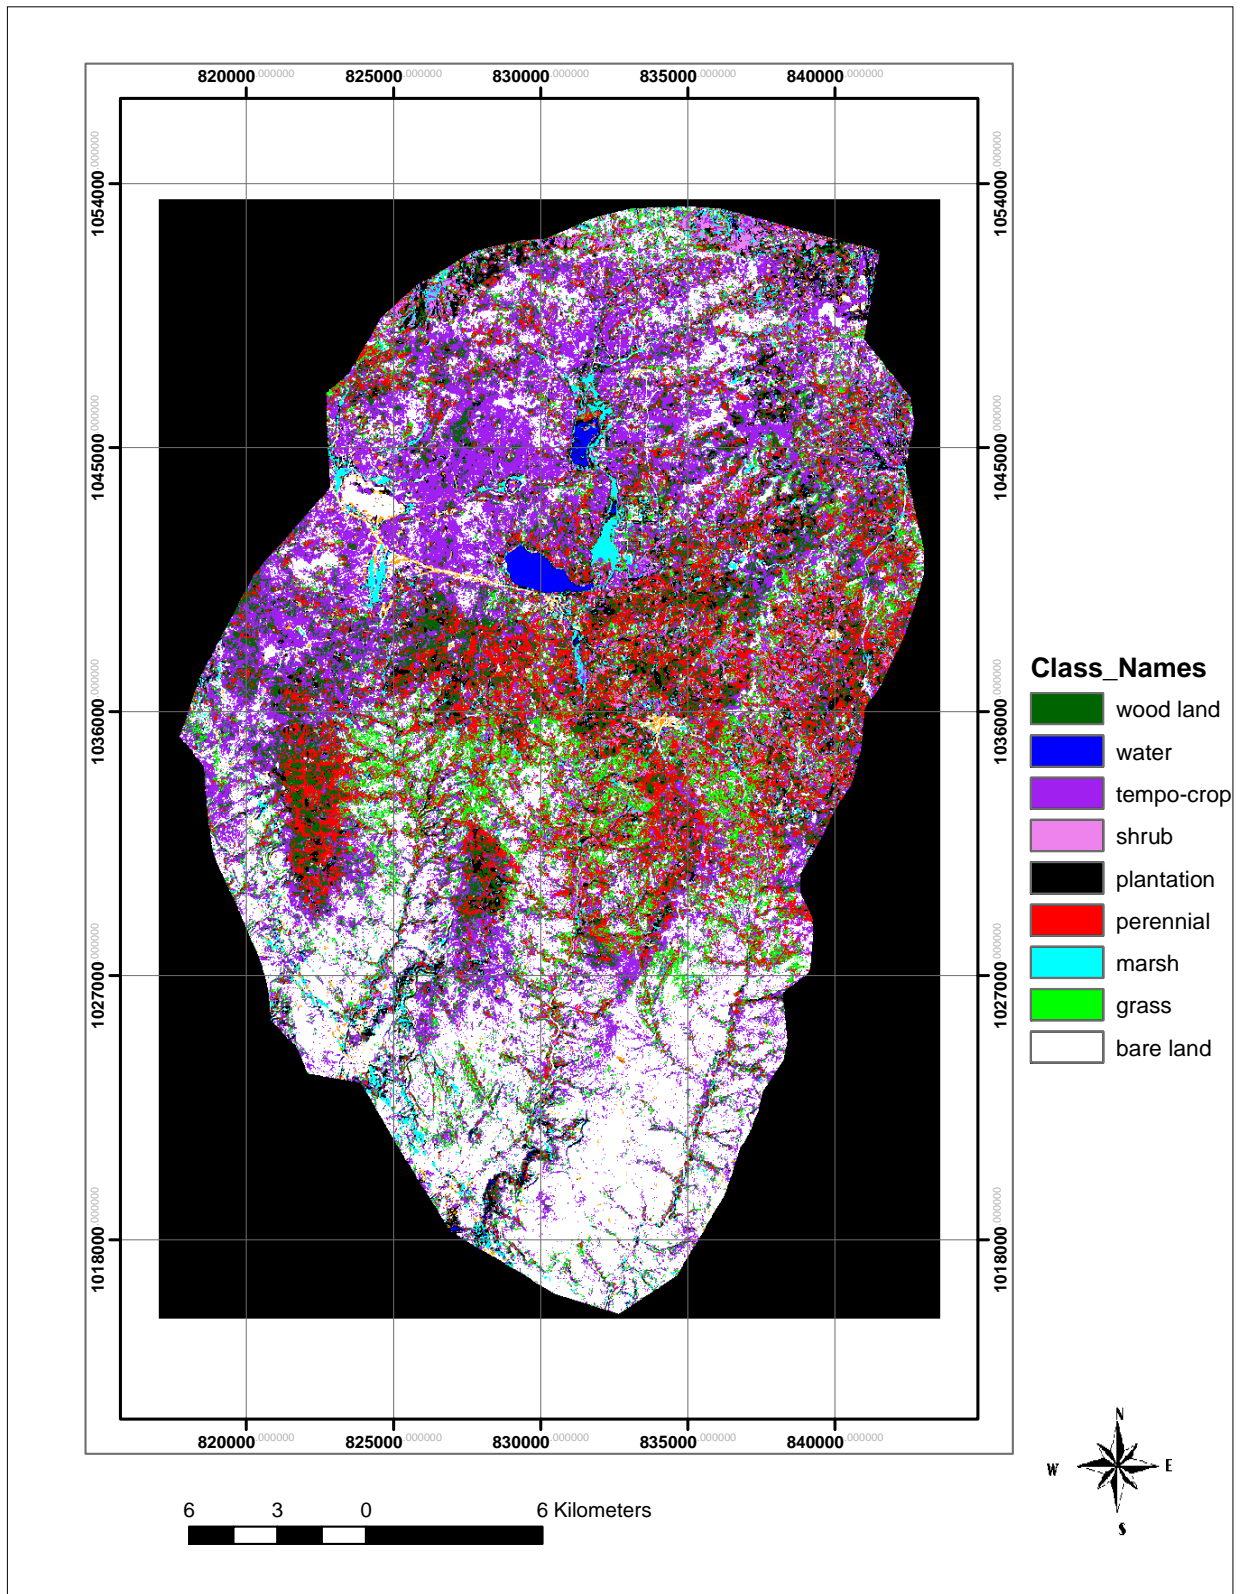 820000.000000 825000.000000 830000.000000 835000.000000 840000.000000
1054000.000000 1054000.000000
1045000.000000 1045000.000000
1036000.000000 1036000.000000
1027000.000000 1027000.000000
1018000.000000 1018000.000000
820000.000000 825000.000000 830000.000000 835000.000000 840000.000000
Class_Names
wood land
water
tempo-crop
shrub
plantation
perennial
marsh
grass
bare land
N
W E
S
6 3 0 6 Kilometers